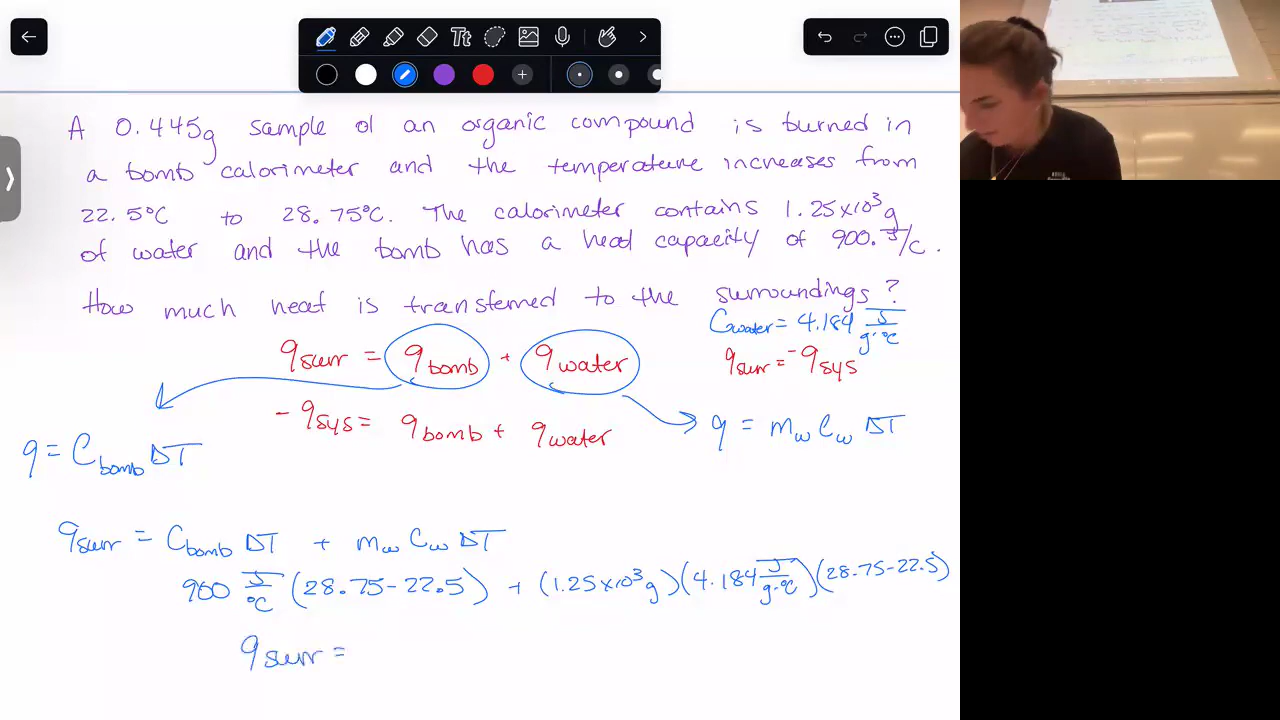 A 0.445g sample of an organic compound is burned in
a bomb calorimeter and the temperature increases from
22.5°C to 28.75°C. The calorimeter contains 1.25x10³g
of water and the bomb has a heat capacity of 900. J/°C.
How much heat is transferred to the surroundings?
Cwater = 4.184 J/g·°C
qsurr = qbomb + qwater
qsurr = -qsys
-qsys = qbomb + qwater
q = mw Cw ΔT
q = Cbomb ΔT
qsurr = Cbomb ΔT + mw Cw ΔT
900 J/°C (28.75-22.5) + (1.25x10³g)(4.184 J/g·°C)(28.75-22.5)
qsurr =
Tt